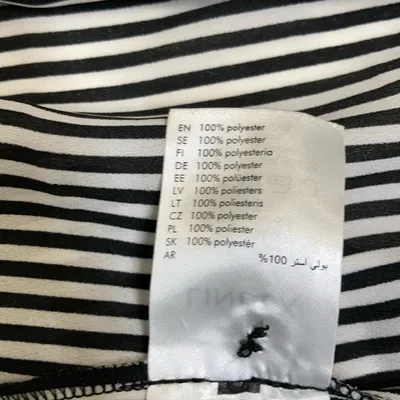 EN 100% polyester
SE 100% polyester
FI 100% polyesteria
DE 100% polyester
EE 100% polüester
LV 100% poliesters
LT 100% poliesteris
CZ 100% polyester
PL 100% poliester
SK 100% polyestér
AR بولي استر 100%